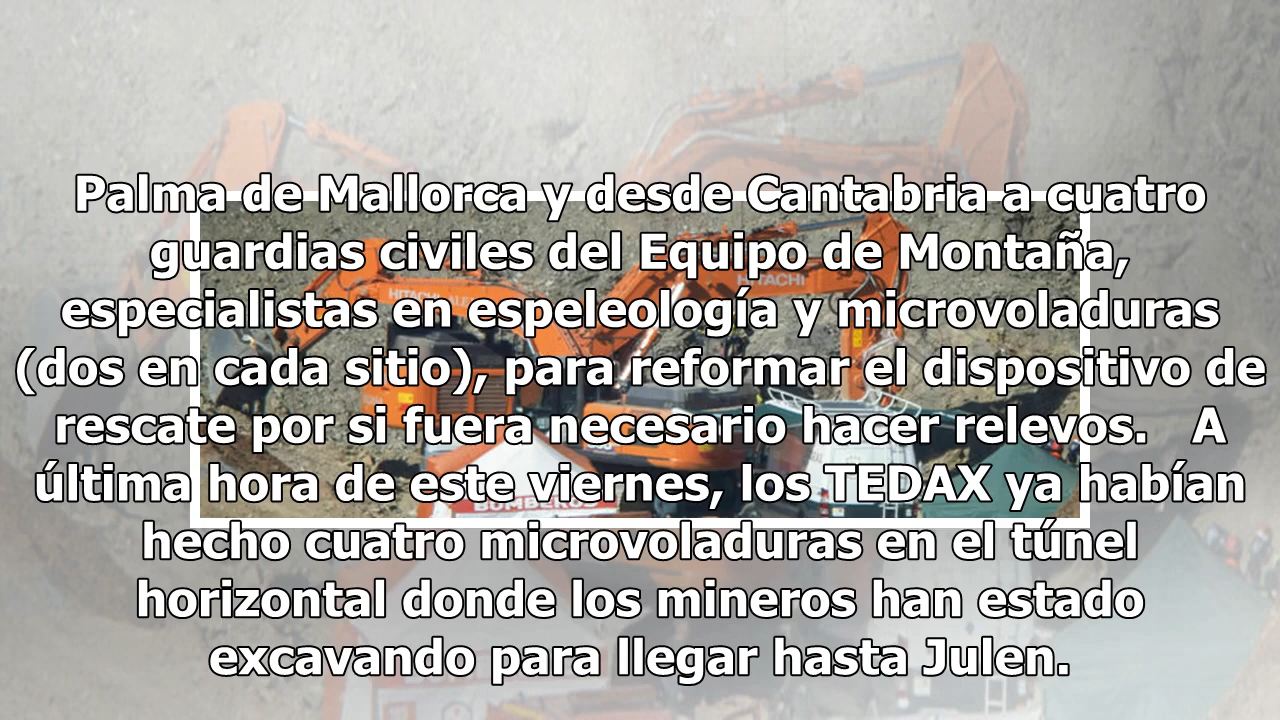 Palma de Mallorca y desde Cantabria a cuatro
guardias civiles del Equipo de Montaña,
especialistas en espeleología y microvoladuras
(dos en cada sitio), para reformar el dispositivo de
rescate por si fuera necesario hacer relevos.   A
última hora de este viernes, los TEDAX ya habían
hecho cuatro microvoladuras en el túnel
horizontal donde los mineros han estado
excavando para llegar hasta Julen.
HITACHI
HITACHI
BOMBEROS